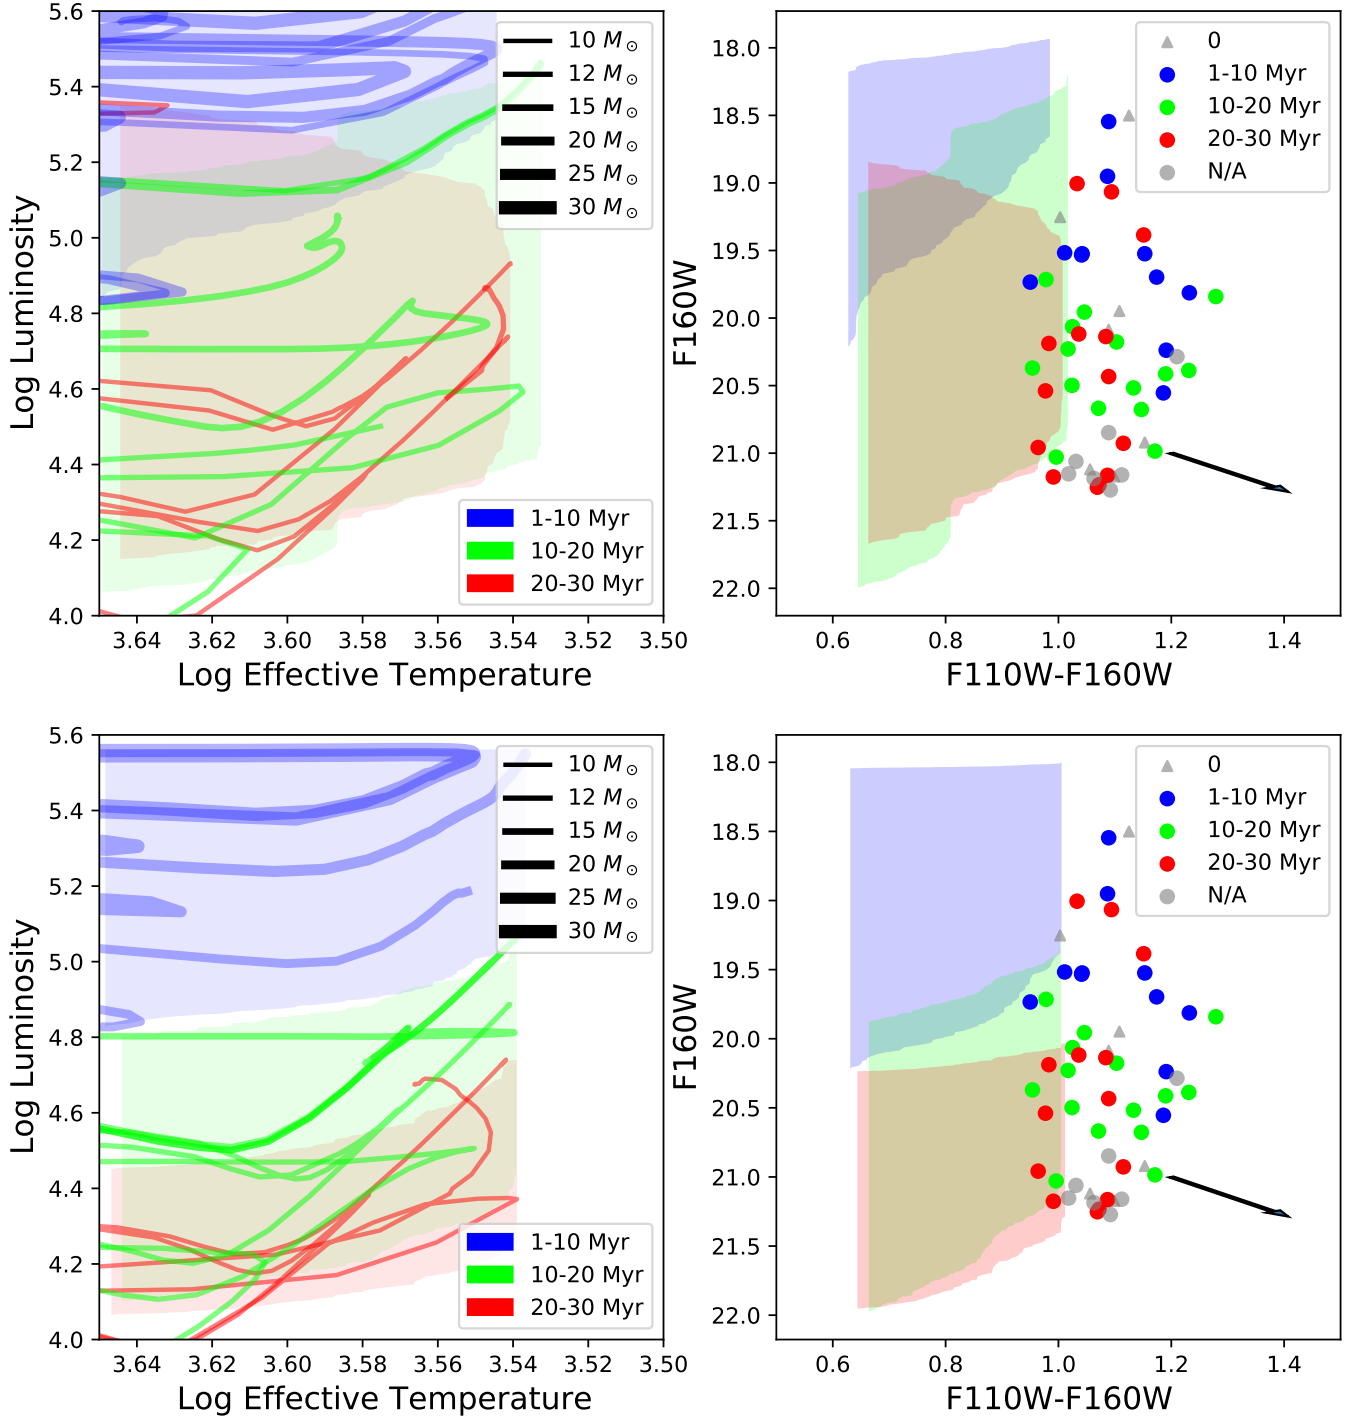 5.6
5.4
5.2
5.0
4.8
4.6
4.4
4.2
4.0
Log Luminosity
3.64 3.62 3.60 3.58 3.56 3.54 3.52 3.50
Log Effective Temperature
10 M⊙
12 M⊙
15 M⊙
20 M⊙
25 M⊙
30 M⊙
1-10 Myr
10-20 Myr
20-30 Myr
18.0
18.5
19.0
19.5
20.0
20.5
21.0
21.5
22.0
F160W
0.6 0.8 1.0 1.2 1.4
F110W-F160W
0
1-10 Myr
10-20 Myr
20-30 Myr
N/A
5.6
5.4
5.2
5.0
4.8
4.6
4.4
4.2
4.0
Log Luminosity
3.64 3.62 3.60 3.58 3.56 3.54 3.52 3.50
Log Effective Temperature
10 M⊙
12 M⊙
15 M⊙
20 M⊙
25 M⊙
30 M⊙
1-10 Myr
10-20 Myr
20-30 Myr
18.0
18.5
19.0
19.5
20.0
20.5
21.0
21.5
22.0
F160W
0.6 0.8 1.0 1.2 1.4
F110W-F160W
0
1-10 Myr
10-20 Myr
20-30 Myr
N/A